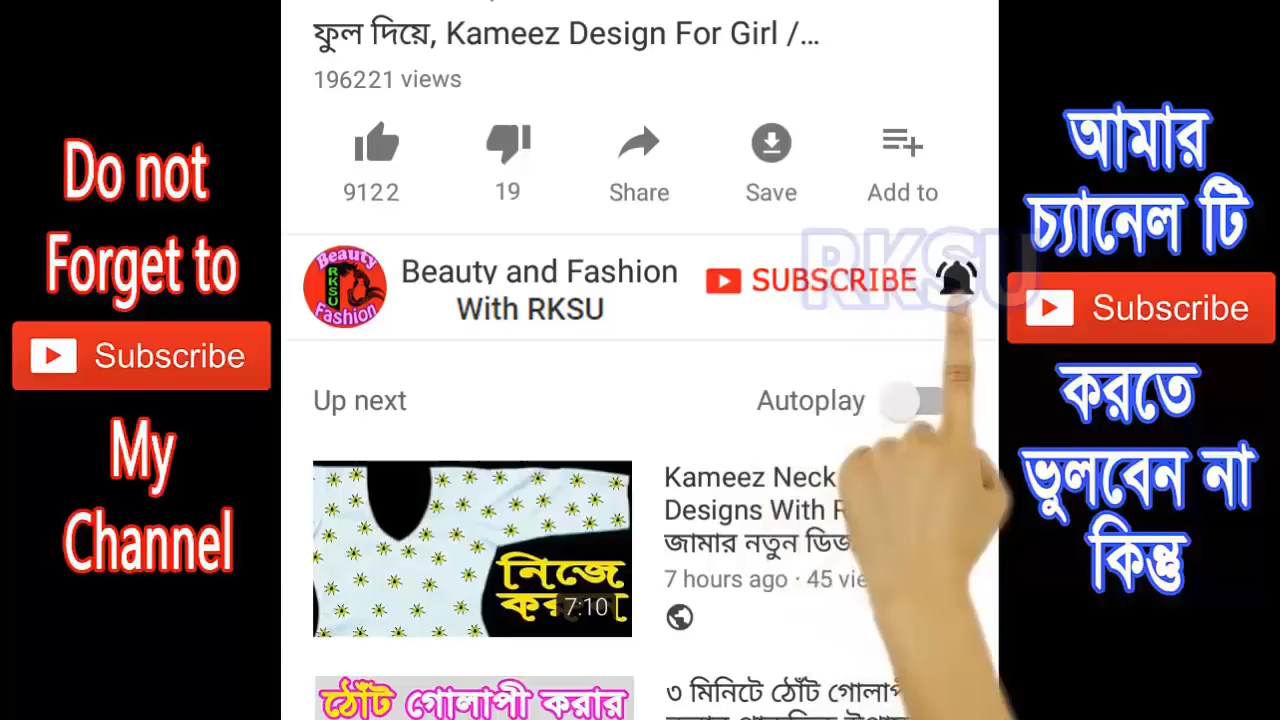 Do not
Forget to
Subscribe
My
Channel
ফুল দিয়ে, Kameez Design For Girl /...
196221 views
9122
19
Share
Save
Add to
Beauty
RKSU
Fashion
Beauty and Fashion
With RKSU
SUBSCRIBE
RKSU
Up next
Autoplay
নিজে
7:10
Kameez Neck
Designs With
জামার নতুন
7 hours ago · 45
ঠোঁট গোলাপী করার
৩ মিনিটে ঠোঁট
আমার
চ্যানেল টি
Subscribe
করতে
ভুলবেন না
কিন্তু